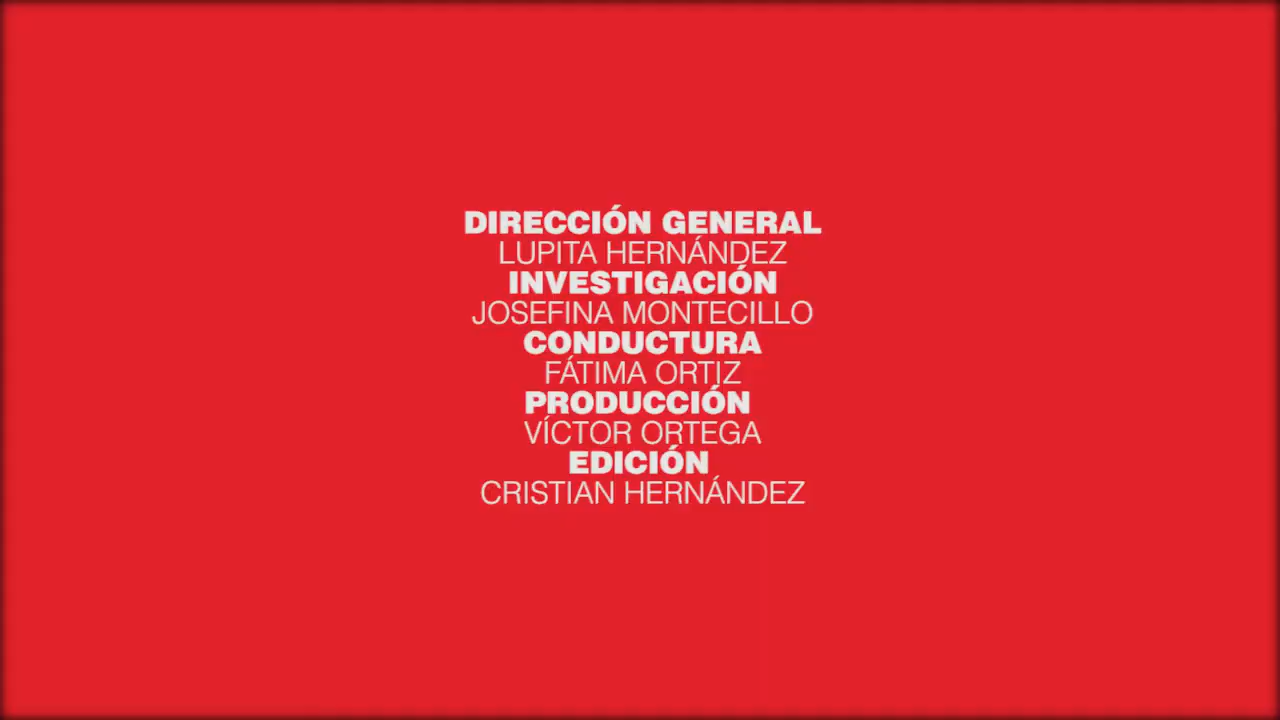 DIRECCIÓN GENERAL
LUPITA HERNÁNDEZ
INVESTIGACIÓN
JOSEFINA MONTECILLO
CONDUCTURA
FÁTIMA ORTIZ
PRODUCCIÓN
VÍCTOR ORTEGA
EDICIÓN
CRISTIAN HERNÁNDEZ